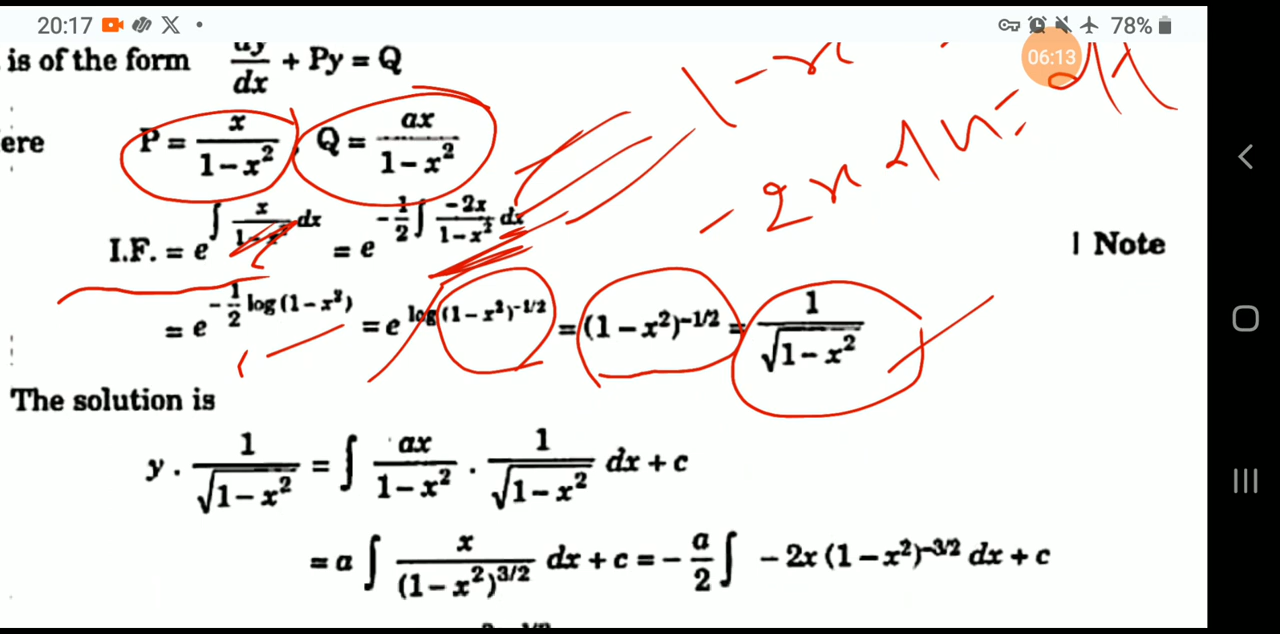 20:17 X • 78%
06:13
is of the form dy/dx + Py = Q
1 - x
ere P = x/(1-x²) Q = ax/(1-x²)
- 2x dx =
I.F. = e^{∫ x/(1-x²) dx} = e^{-1/2 ∫ -2x/(1-x²) dx} | Note
= e^{-1/2 log (1-x²)} = e^{log (1-x²)^{-1/2}} = (1-x²)^{-1/2} = 1/√(1-x²)
The solution is
y . 1/√(1-x²) = ∫ ax/(1-x²) . 1/√(1-x²) dx + c
= a ∫ x/(1-x²)^{3/2} dx + c = - a/2 ∫ - 2x (1-x²)^{-3/2} dx + c